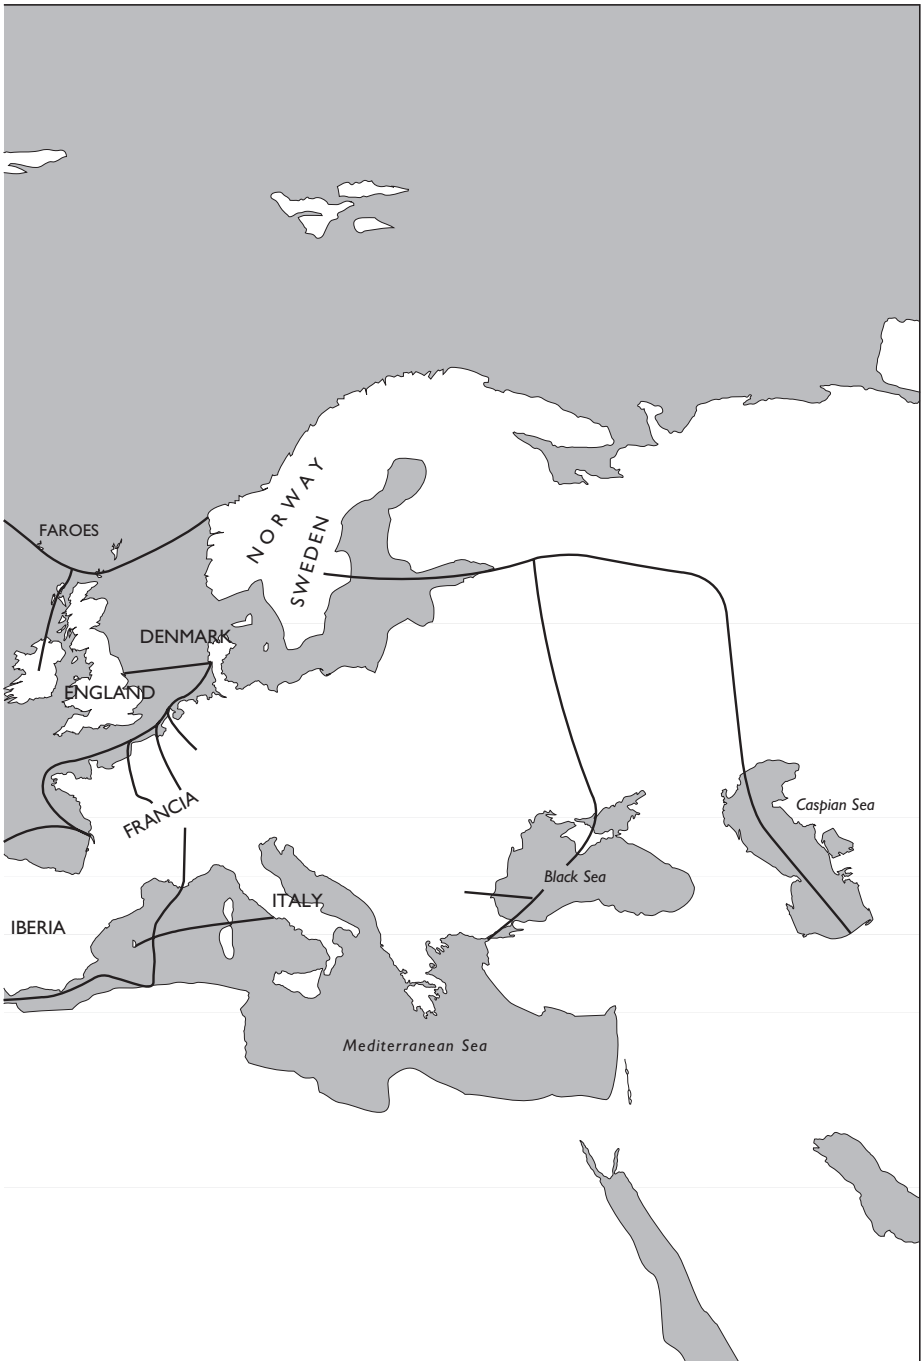 NORWAY
SWEDEN
FAROES
DENMARK
ENGLAND
FRANCIA
Caspian Sea
Black Sea
ITALY
IBERIA
Mediterranean Sea